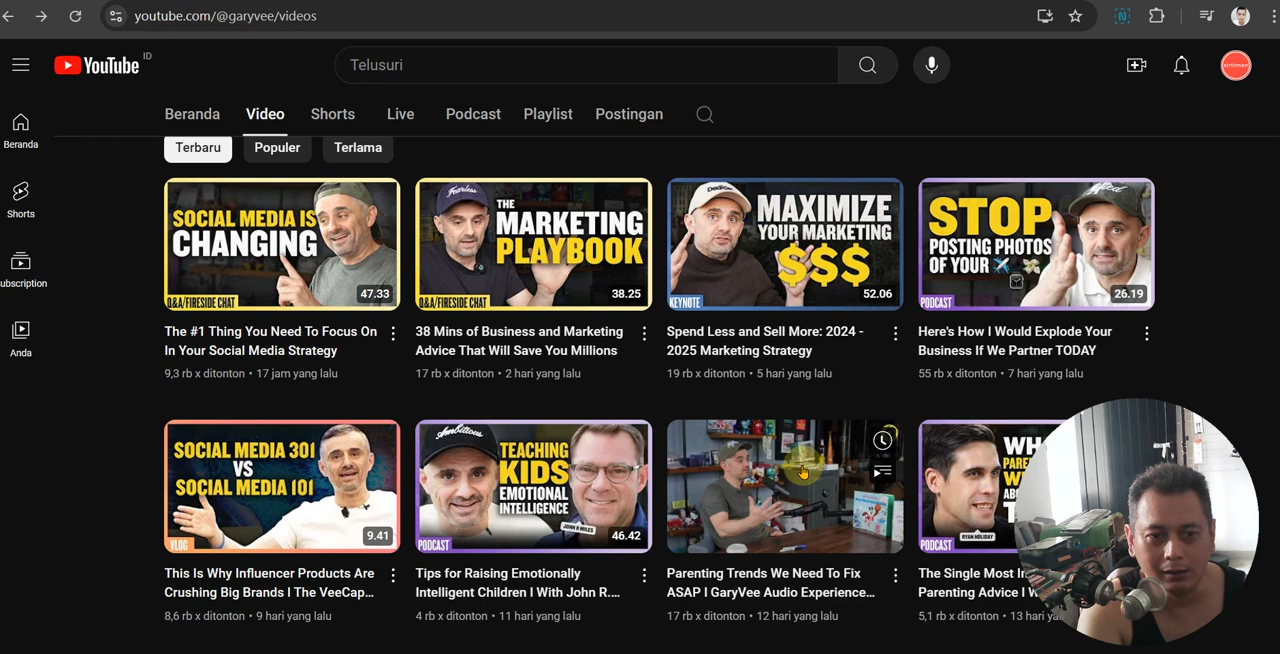 youtube.com/@garyvee/videos
YouTube ID
Telusuri
airtiman
Beranda Video Shorts Live Podcast Playlist Postingan
Terbaru Populer Terlama
Beranda
Shorts
ubscription
Anda
SOCIAL MEDIA IS
CHANGING
Q&A/FIRESIDE CHAT
47.33
The #1 Thing You Need To Focus On
In Your Social Media Strategy
9,3 rb x ditonton • 17 jam yang lalu
Fearless
THE
MARKETING
PLAYBOOK
Q&A/FIRESIDE CHAT
38.25
38 Mins of Business and Marketing
Advice That Will Save You Millions
17 rb x ditonton • 2 hari yang lalu
MAXIMIZE
YOUR MARKETING
$$$
KEYNOTE
52.06
Spend Less and Sell More: 2024 -
2025 Marketing Strategy
19 rb x ditonton • 5 hari yang lalu
STOP
POSTING PHOTOS
OF YOUR
PODCAST
26.19
Here's How I Would Explode Your
Business If We Partner TODAY
55 rb x ditonton • 7 hari yang lalu
SOCIAL MEDIA 301
VS
SOCIAL MEDIA 101
VLOG
9.41
This Is Why Influencer Products Are
Crushing Big Brands l The VeeCap...
8,6 rb x ditonton • 9 hari yang lalu
Ambitious
TEACHING
KIDS
EMOTIONAL
INTELLIGENCE
JOHN R MILES
PODCAST
46.42
Tips for Raising Emotionally
Intelligent Children l With John R....
4 rb x ditonton • 11 hari yang lalu
Parenting Trends We Need To Fix
ASAP l GaryVee Audio Experience...
17 rb x ditonton • 12 hari yang lalu
RYAN HOLIDAY
PODCAST
The Single Most
Parenting Advice l
5,1 rb x ditonton • 13 hari